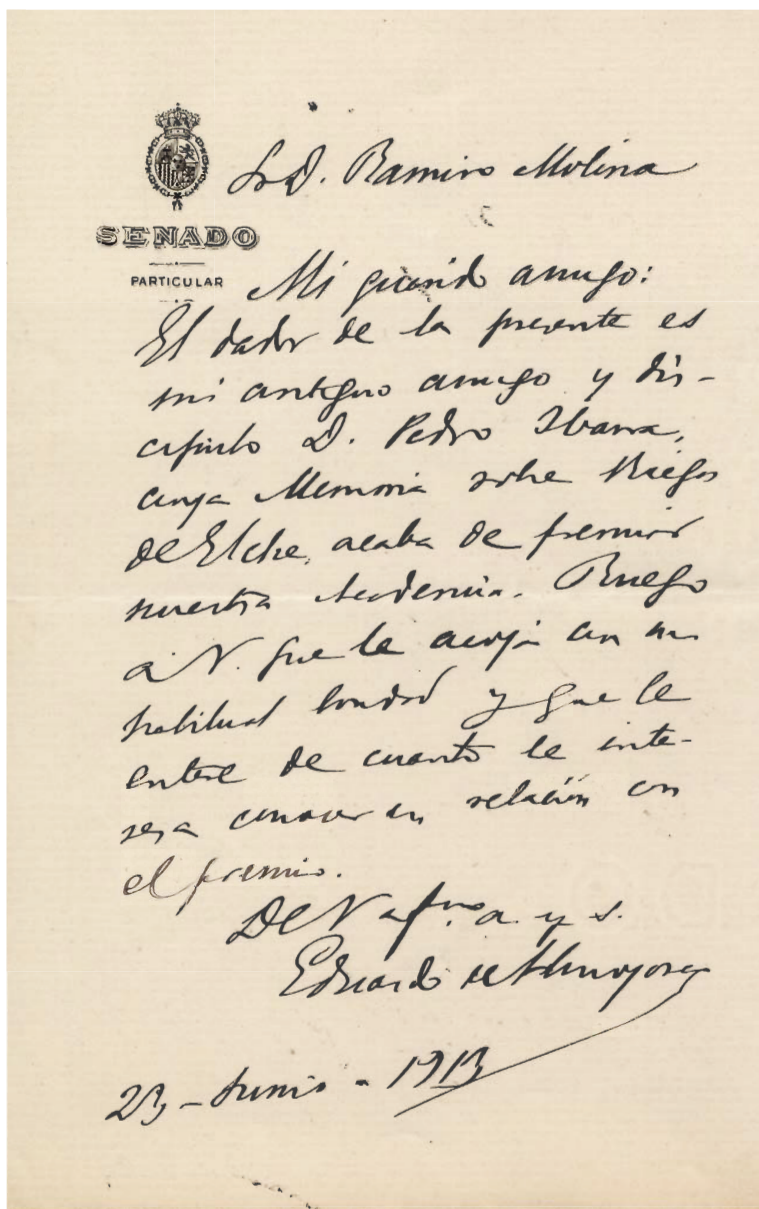 Sr D. Ramiro Molina
SENADO
PARTICULAR
Mi querido amigo:
El dador de la presente es
mi antiguo amigo y dis-
cípulo D. Pedro Ibarra,
cuya Memoria sobre Riegos
de Elche, acaba de premiar
nuestra Academia. Ruego
a V. que le acoja con su
habitual bondad y que le
entere de cuanto le inte-
resa conocer en relación con
el premio.
De V afmo. a. y s.
Eduardo de Hinojosa
23 - Junio - 1913